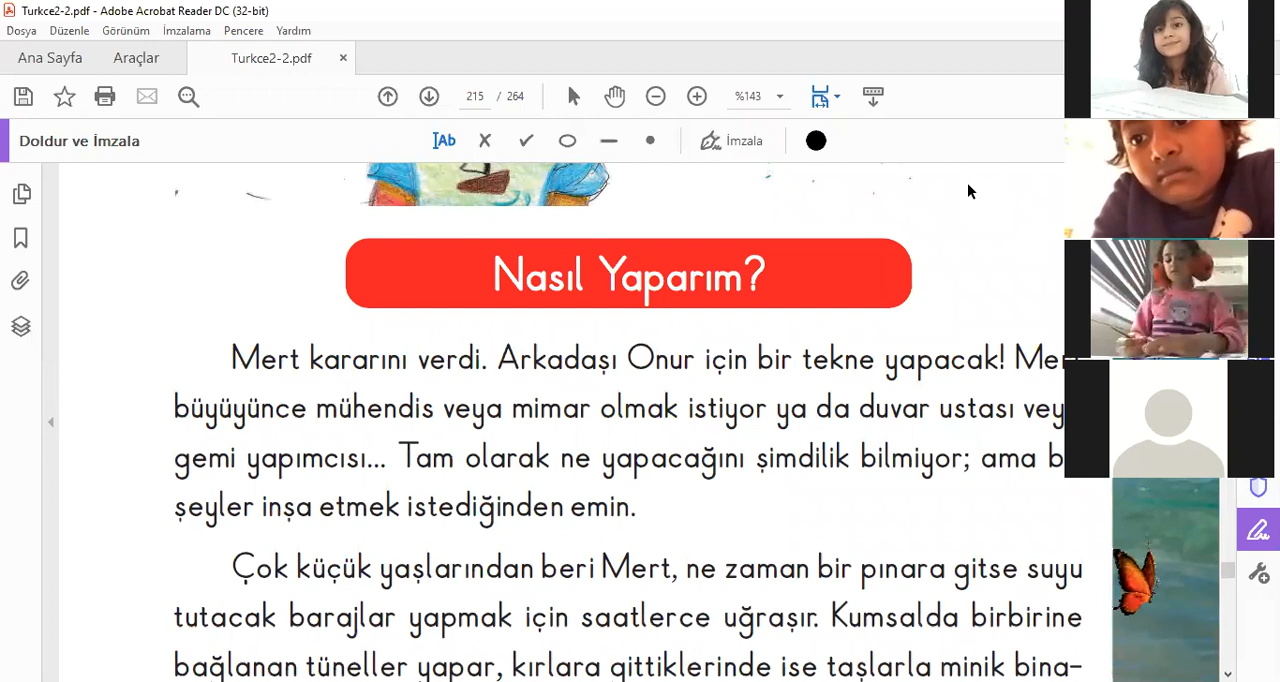 Turkce2-2.pdf - Adobe Acrobat Reader DC (32-bit)
Dosya Düzenle Görünüm İmzalama Pencere Yardım
Ana Sayfa Araçlar Turkce2-2.pdf ×
215 / 264 %143
Doldur ve İmzala IAb İmzala
Nasıl Yaparım?
Mert kararını verdi. Arkadaşı Onur için bir tekne yapacak!
büyüyünce mühendis veya mimar olmak istiyor ya da duvar ustası
gemi yapımcısı... Tam olarak ne yapacağını şimdilik bilmiyor; ama
şeyler inşa etmek istediğinden emin.
Çok küçük yaşlarından beri Mert, ne zaman bir pınara gitse suyu
tutacak barajlar yapmak için saatlerce uğraşır. Kumsalda birbirine
bağlanan tüneller yapar, kırlara gittiklerinde ise taşlarla minik bina-